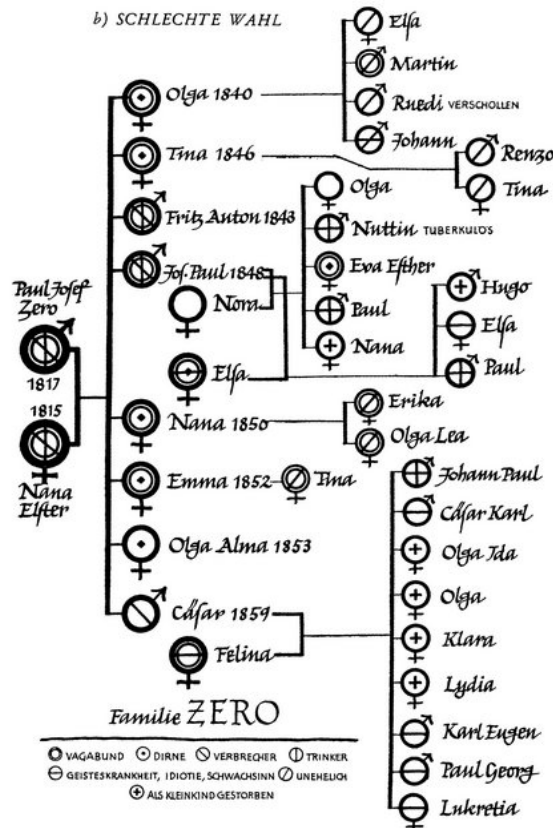 b) SCHLECHTE WAHL
Elsa
Martin
Ruedi VERSCHOLLEN
Johann
Olga 1840
Tina 1846
Renzo
Tina
Fritz Anton 1843
Jos. Paul 1848
Olga
Nuttin TUBERKULÖS
Eva Esther
Paul
Nana
Nora
Elsa
Hugo
Elsa
Paul
Paul Josef
Zero
1817
1815
Nana
Elster
Nana 1850
Erika
Olga Lea
Emma 1852
Tina
Olga Alma 1853
Cäsar 1859
Felina
Johann Paul
Cäsar Karl
Olga Ida
Olga
Klara
Lydia
Karl Eugen
Paul Georg
Lukretia
Familie ZERO
VAGABUND DIRNE VERBRECHER TRINKER
GEISTESKRANKHEIT, IDIOTIE, SCHWACHSINN UNEHELICH
ALS KLEINKIND GESTORBEN